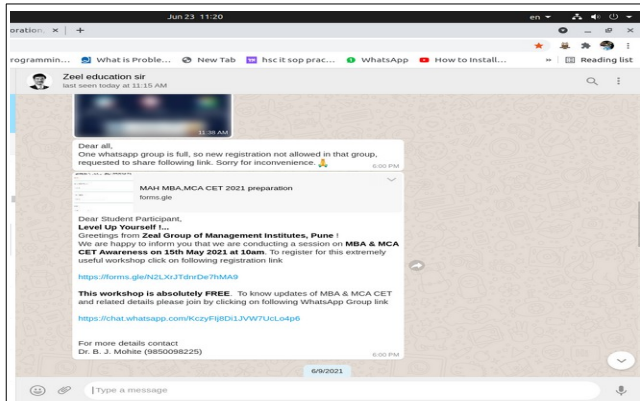 Jun 23 11:20
en
oration, × +
rogrammin... What is Proble... New Tab hsc it sop prac... WhatsApp How to Install... » Reading list
Zeel education sir
last seen today at 11:15 AM
11:38 AM
Dear all,
One whatsapp group is full, so new registration not allowed in that group,
requested to share following link. Sorry for inconvenience. 🙏
6:00 PM
MAH MBA,MCA CET 2021 preparation
forms.gle
Dear Student Participant,
Level Up Yourself !...
Greetings from Zeal Group of Management Institutes, Pune !
We are happy to inform you that we are conducting a session on MBA & MCA
CET Awareness on 15th May 2021 at 10am. To register for this extremely
useful workshop click on following registration link
https://forms.gle/N2LXrJTdnrDe7hMA9
This workshop is absolutely FREE. To know updates of MBA & MCA CET
and related details please join by clicking on following WhatsApp Group link
https://chat.whatsapp.com/KczyFlj8Di1JVW7UcLo4p6
For more details contact
Dr. B. J. Mohite (9850098225)
6:00 PM
6/9/2021
Type a message